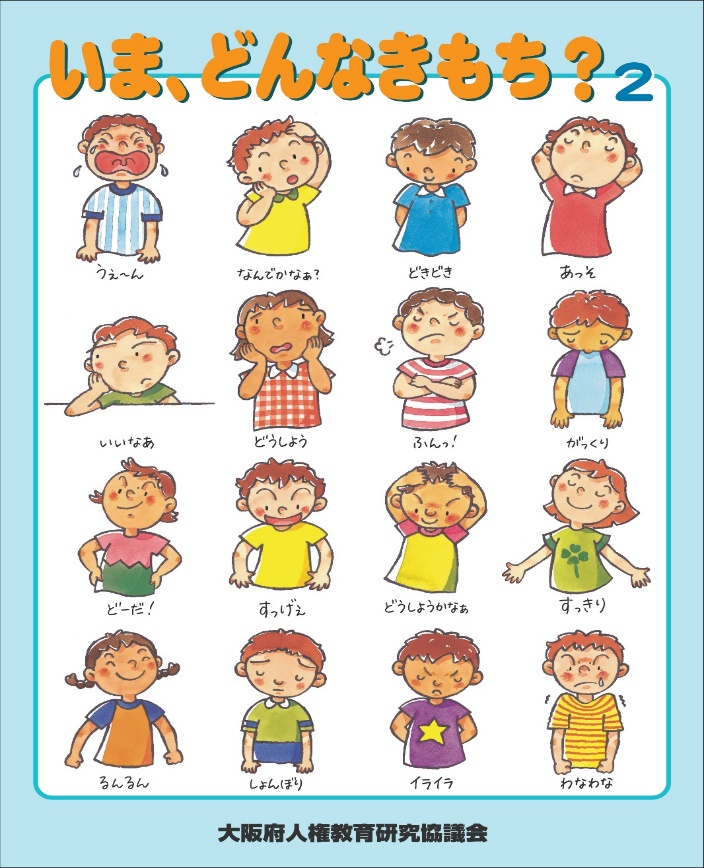 いま、どんなきもち？2
うぇ～ん
なんでかなぁ？
どきどき
あっそ
いいなあ
どうしよう
ふんっ！
がっくり
どーだ！
すっげぇ
どうしようかなぁ
すっきり
るんるん
しょんぼり
イライラ
わなわな
大阪府人権教育研究協議会